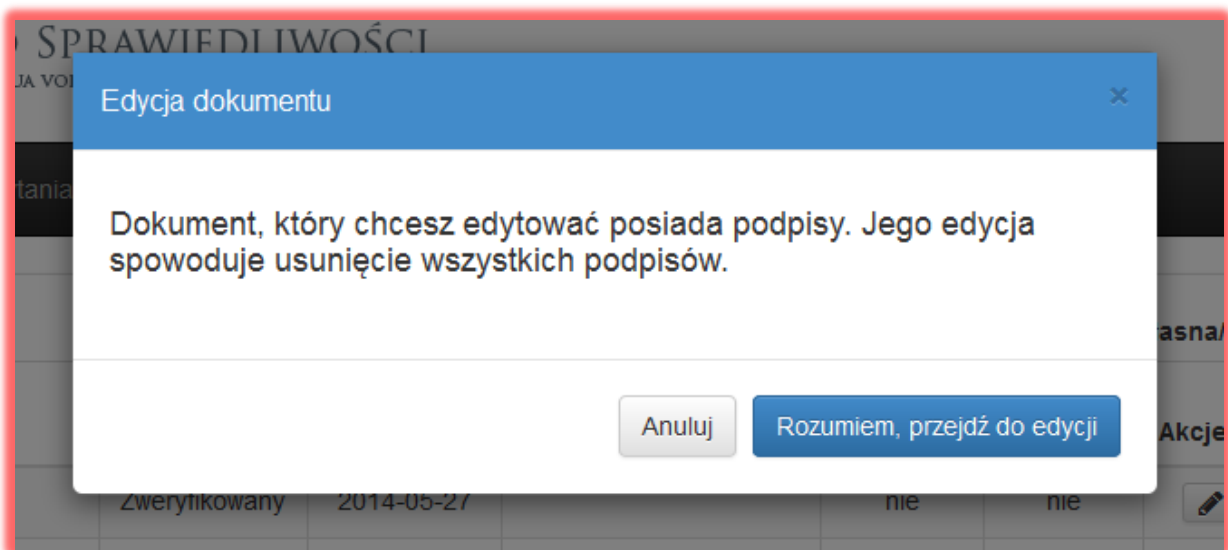 SPRAWIEDLIWOŚCI
Edycja dokumentu ×
Dokument, który chcesz edytować posiada podpisy. Jego edycja
spowoduje usunięcie wszystkich podpisów.
Anuluj Rozumiem, przejdź do edycji
Akcje
Zweryfikowany 2014-05-27 nie nie